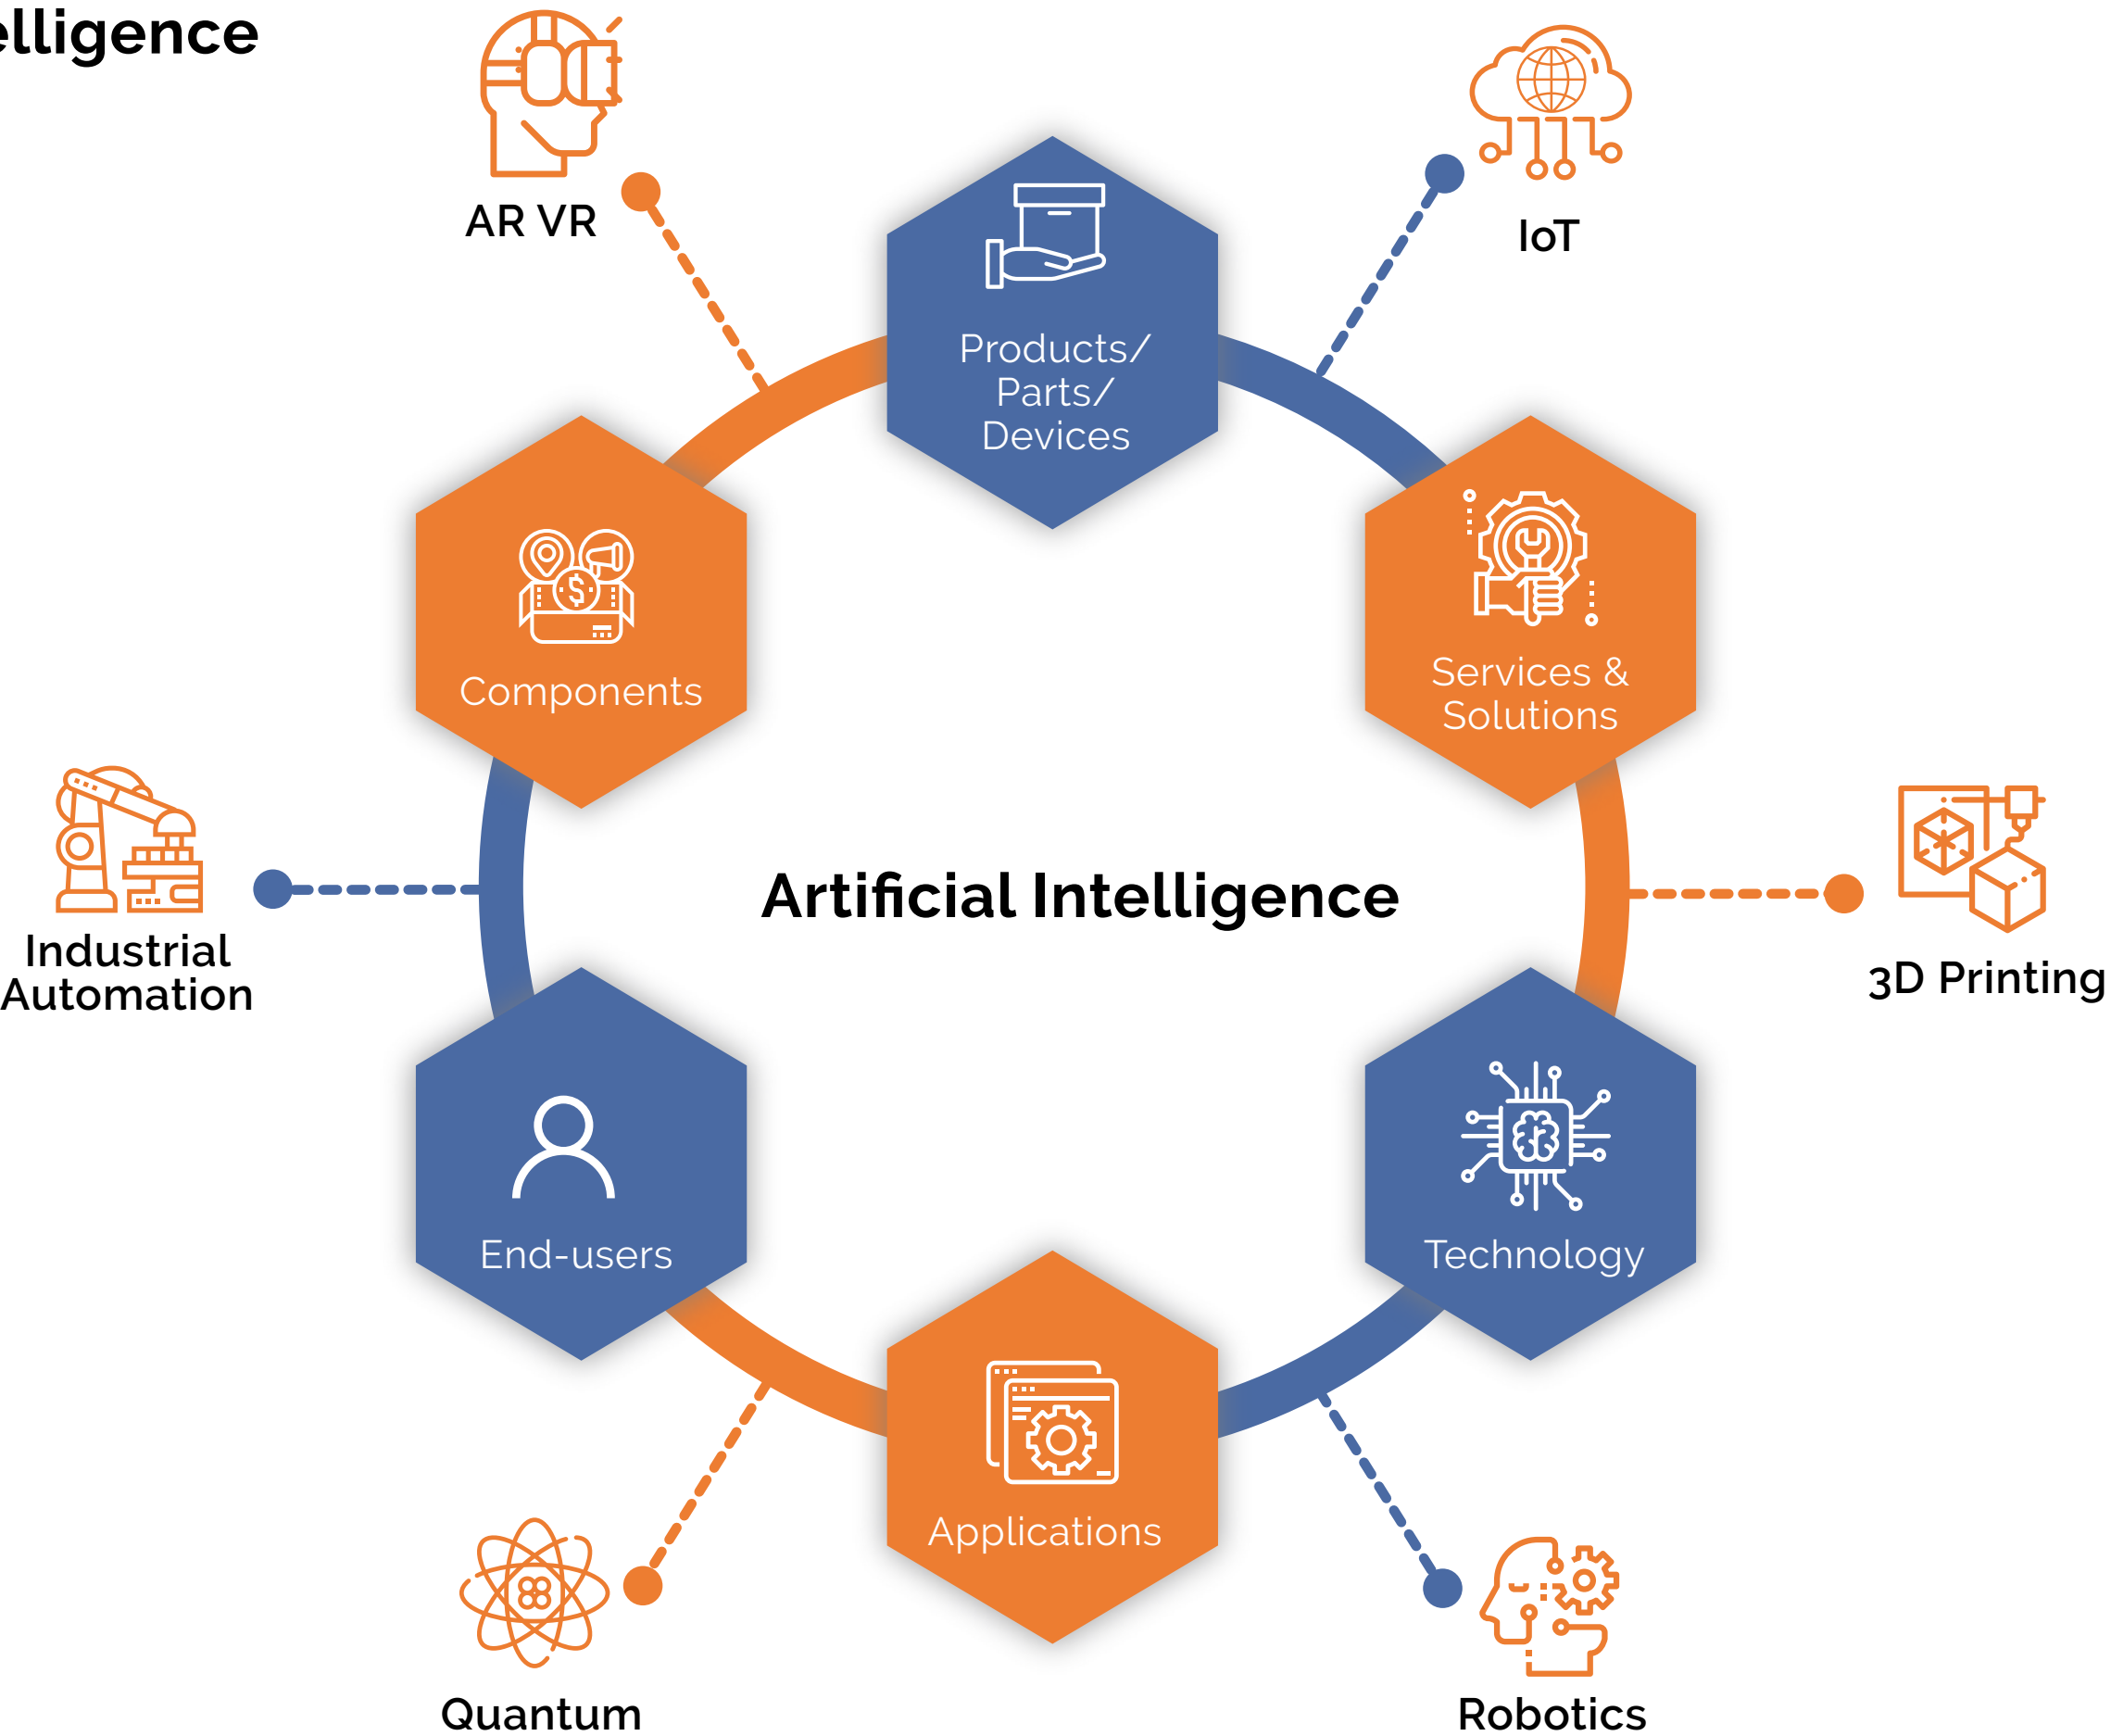 elligence
AR VR
IoT
Products/
Parts/
Devices
Components
Services &
Solutions
Artificial Intelligence
Industrial
Automation
3D Printing
End-users
Technology
Applications
Quantum
Robotics